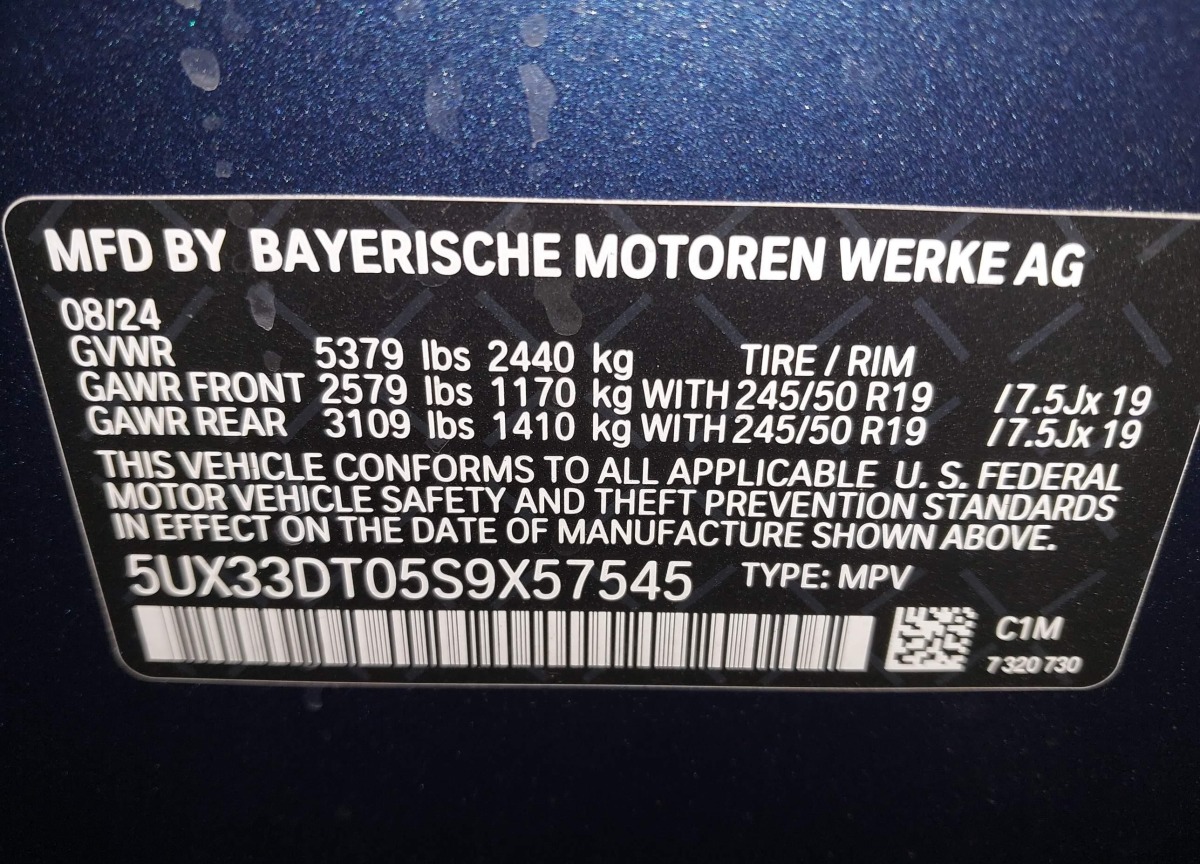 MFD BY BAYERISCHE MOTOREN WERKE AG
08/24
GVWR 5379 lbs 2440 kg TIRE / RIM
GAWR FRONT 2579 lbs 1170 kg WITH 245/50 R19 /7.5Jx 19
GAWR REAR 3109 lbs 1410 kg WITH 245/50 R19 /7.5Jx 19
THIS VEHICLE CONFORMS TO ALL APPLICABLE U. S. FEDERAL
MOTOR VEHICLE SAFETY AND THEFT PREVENTION STANDARDS
IN EFFECT ON THE DATE OF MANUFACTURE SHOWN ABOVE.
5UX33DT05S9X57545 TYPE: MPV
C1M
7 320 730